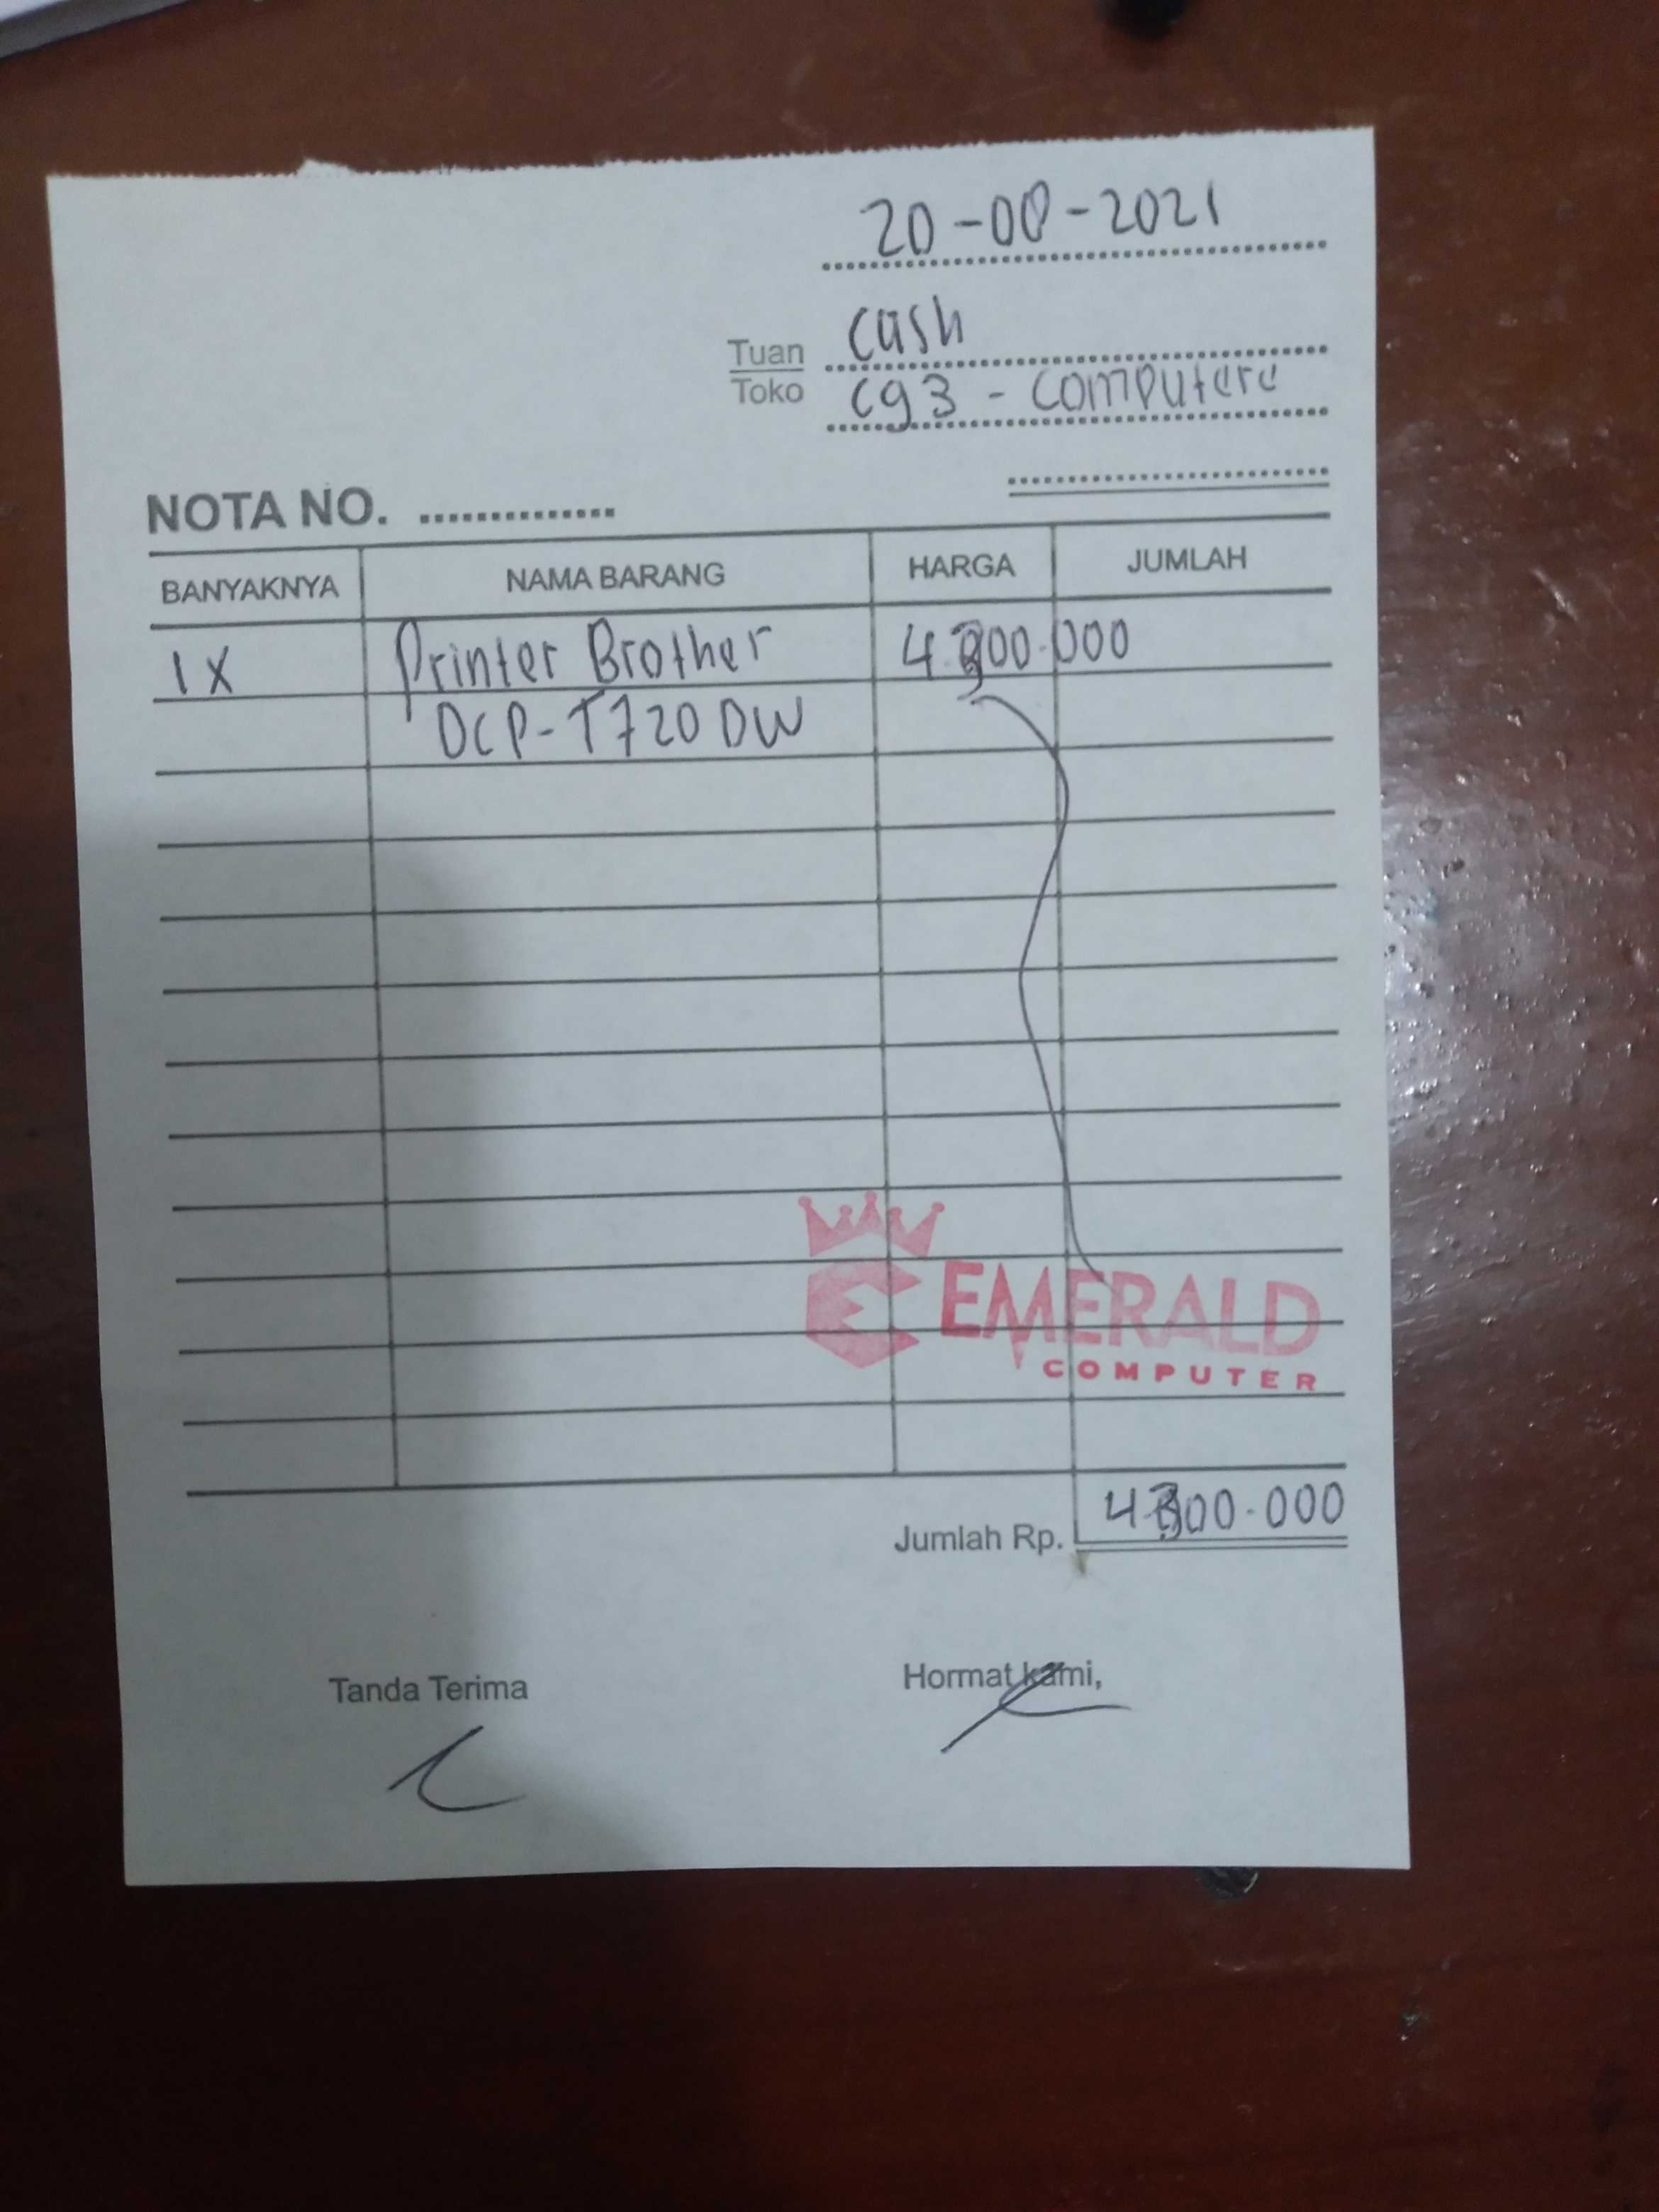 20-08-2021
Tuan cash
Toko cg3 - computere
NOTA NO. ..............
BANYAKNYA NAMA BARANG HARGA JUMLAH
1X Printer Brother
DCP-T720DW
EMERALD
COMPUTER
Jumlah Rp.
Tanda Terima Hormat kami,